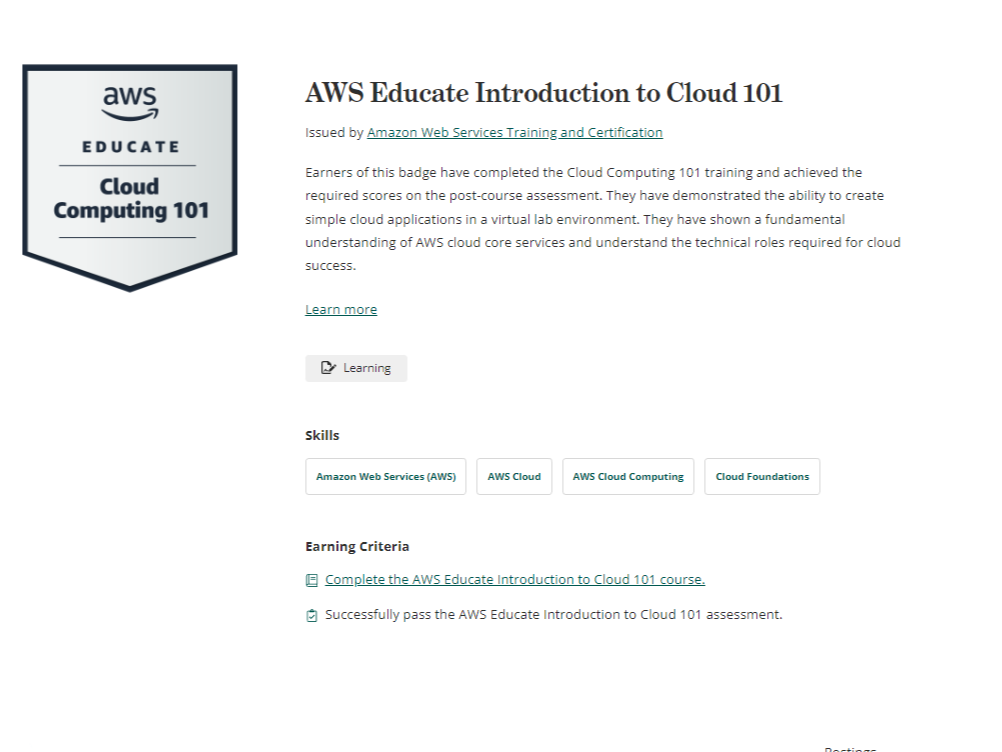 aws
EDUCATE
Cloud
Computing 101
AWS Educate Introduction to Cloud 101
Issued by Amazon Web Services Training and Certification
Earners of this badge have completed the Cloud Computing 101 training and achieved the
required scores on the post-course assessment. They have demonstrated the ability to create
simple cloud applications in a virtual lab environment. They have shown a fundamental
understanding of AWS cloud core services and understand the technical roles required for cloud
success.
Learn more
Learning
Skills
Amazon Web Services (AWS) AWS Cloud AWS Cloud Computing Cloud Foundations
Earning Criteria
Complete the AWS Educate Introduction to Cloud 101 course.
Successfully pass the AWS Educate Introduction to Cloud 101 assessment.